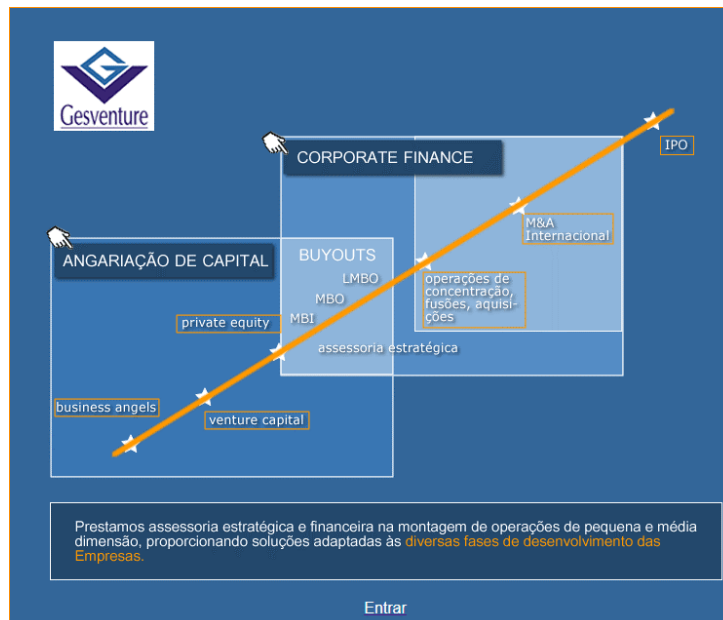 Gesventure
IPO
CORPORATE FINANCE
M&A
Internacional
ANGARIAÇÃO DE CAPITAL
BUYOUTS
LMBO
MBO
MBI
operações de
concentração,
fusões, aquisi-
ções
private equity
assessoria estratégica
business angels
venture capital
Prestamos assessoria estratégica e financeira na montagem de operações de pequena e média
dimensão, proporcionando soluções adaptadas às diversas fases de desenvolvimento das
Empresas.
Entrar